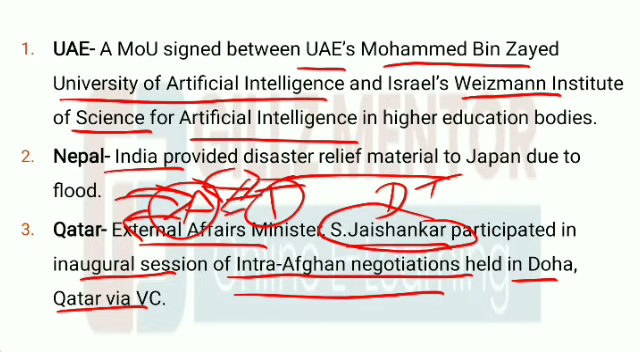 1. UAE- A MoU signed between UAE's Mohammed Bin Zayed
University of Artificial Intelligence and Israel's Weizmann Institute
of Science for Artificial Intelligence in higher education bodies.
2. Nepal- India provided disaster relief material to Japan due to
flood.
D T
3. Qatar- External Affairs Minister S.Jaishankar participated in
inaugural session of Intra-Afghan negotiations held in Doha,
Qatar via VC.